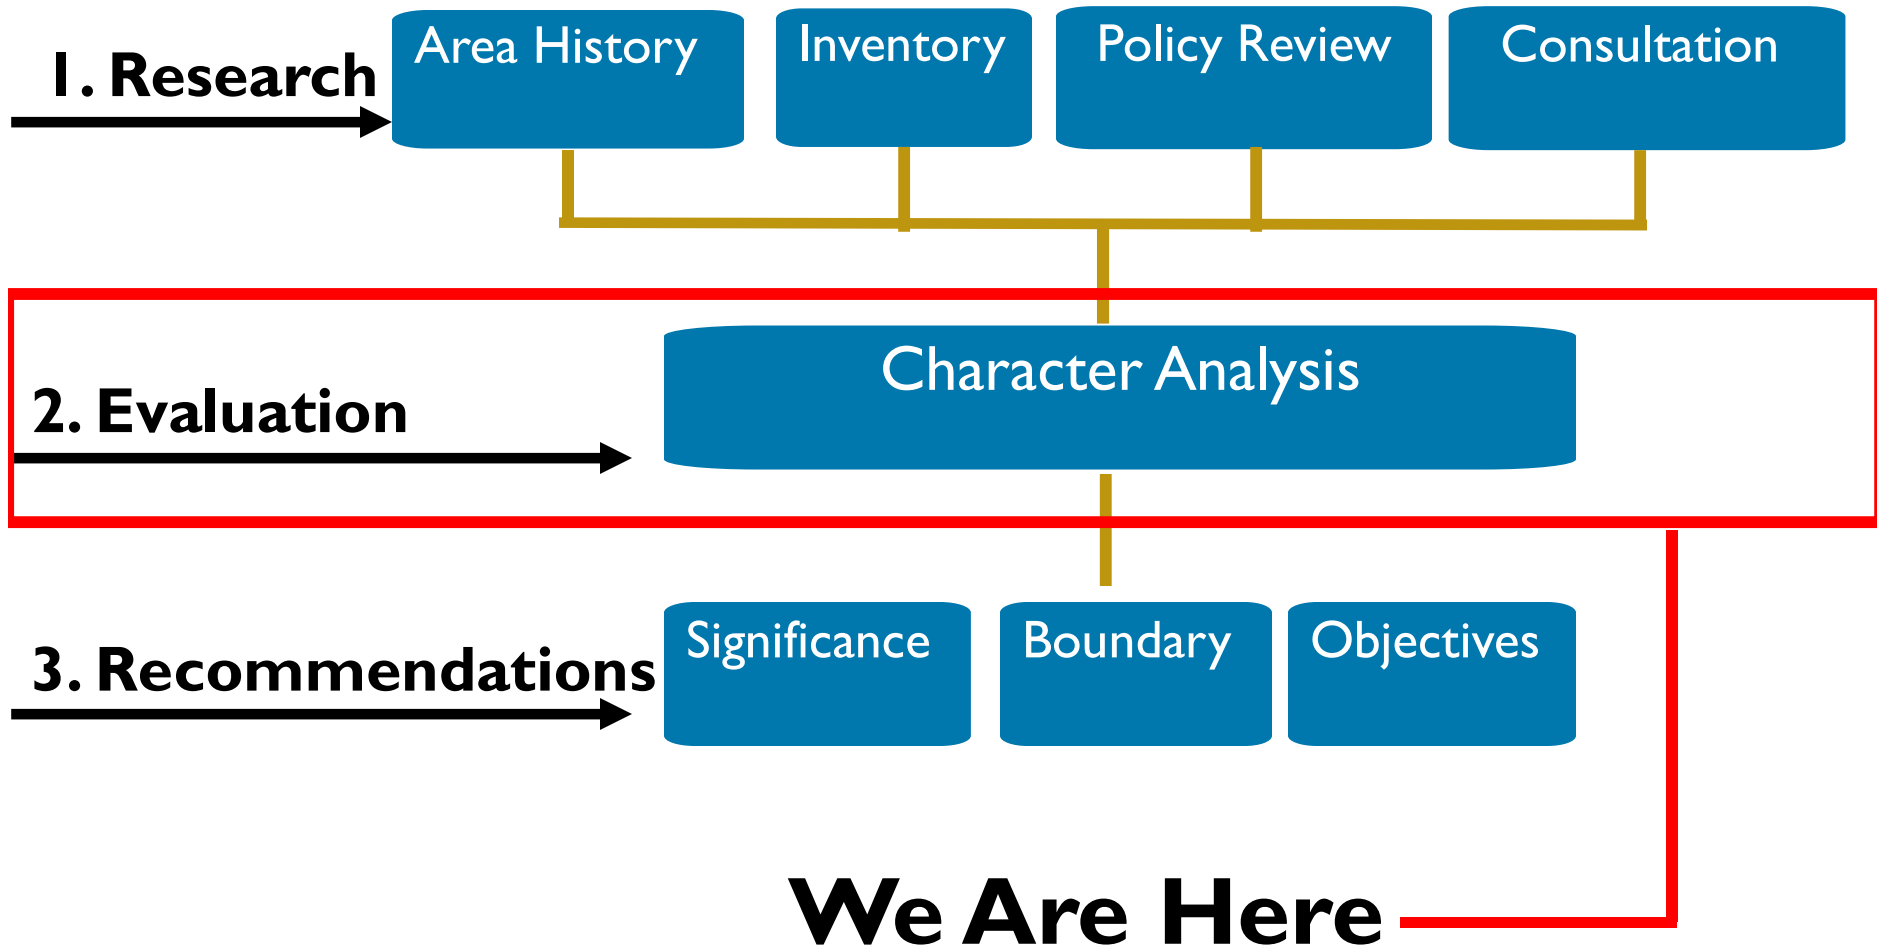 1. Research
Area History
Inventory
Policy Review
Consultation
2. Evaluation
Character Analysis
3. Recommendations
Significance
Boundary
Objectives
We Are Here